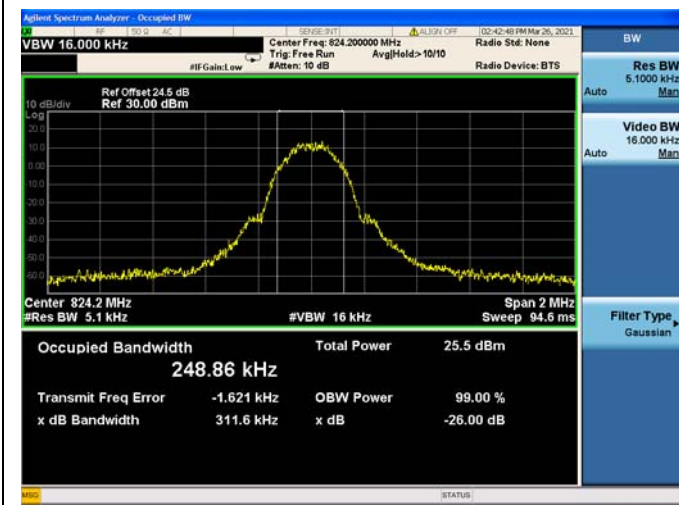 Agilent Spectrum Analyzer - Occupied BW
RF 50 Ω AC SENSE:INT ALIGN OFF 02:42:48 PM Mar 26, 2021
VBW 16.000 kHz
Center Freq: 824.200000 MHz
Radio Std: None
Trig: Free Run Avg|Hold:> 10/10
#IFGain:Low #Atten: 10 dB Radio Device: BTS
Ref Offset 24.5 dB
10 dB/div Ref 30.00 dBm
Log
20.0
10.0
0.00
-10.0
-20.0
-30.0
-40.0
-50.0
-60.0
Center 824.2 MHz Span 2 MHz
#Res BW 5.1 kHz #VBW 16 kHz Sweep 94.6 ms
Occupied Bandwidth Total Power 25.5 dBm
248.86 kHz
Transmit Freq Error -1.621 kHz OBW Power 99.00 %
x dB Bandwidth 311.6 kHz x dB -26.00 dB
MSG STATUS
BW
Res BW
5.1000 kHz
Auto Man
Video BW
16.000 kHz
Auto Man
Filter Type
Gaussian